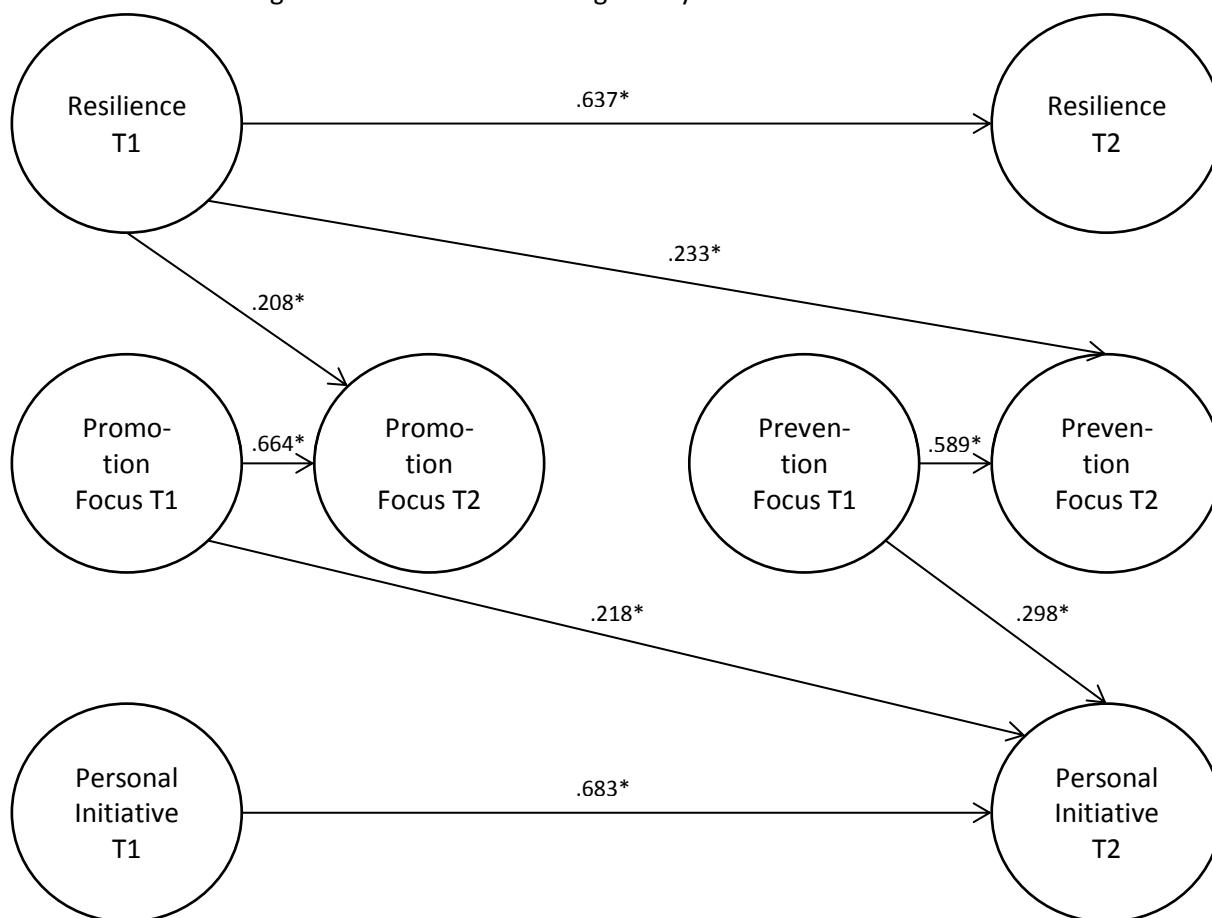 Resilience
T1
.637*
Resilience
T2
.233*
.208*
Promo-
tion
Focus T1
.664*
Promo-
tion
Focus T2
Preven-
tion
Focus T1
.589*
Preven-
tion
Focus T2
.218*
.298*
Personal
Initiative
T1
.683*
Personal
Initiative
T2